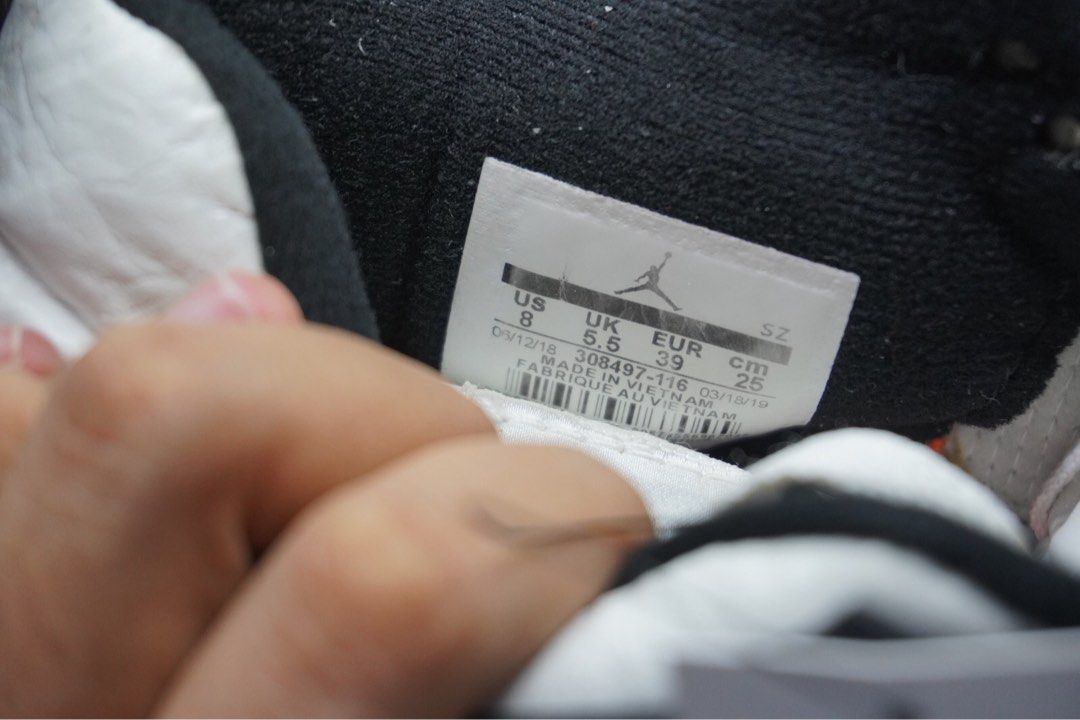 SZ
US UK EUR cm
8 5.5 39 25
06/12/18 308497-116 03/18/19
MADE IN VIETNAM
FABRIQUE AU VIETNAM